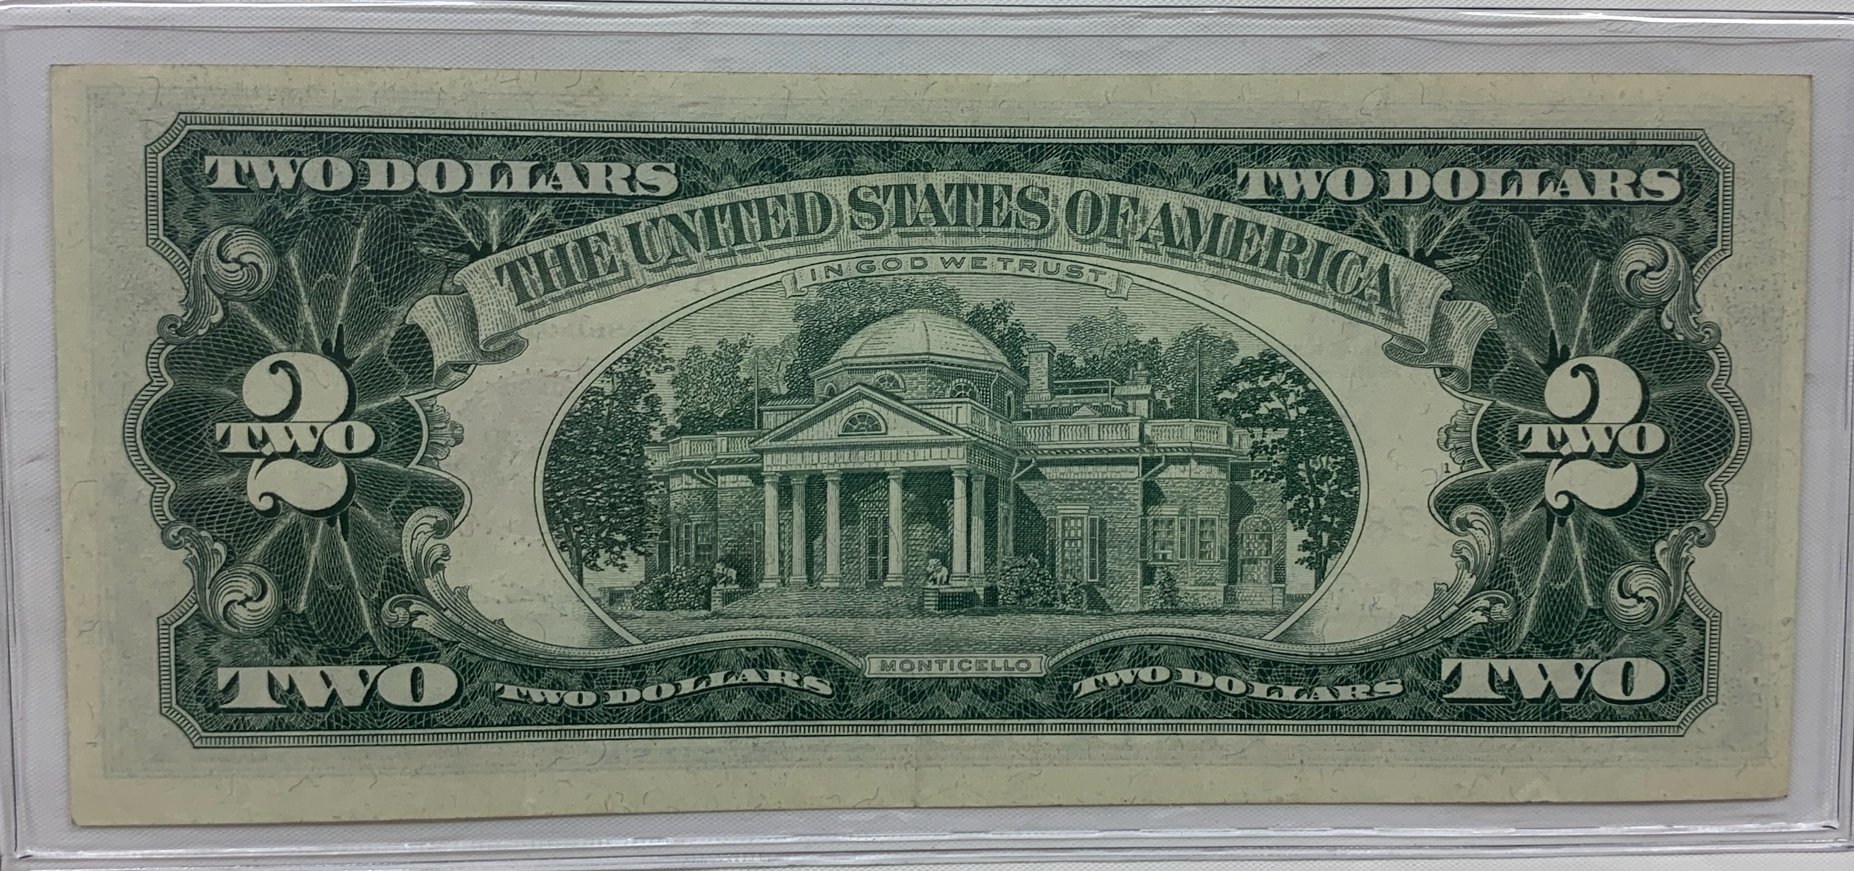 TWO DOLLARS
TWO DOLLARS
THE UNITED STATES OF AMERICA
IN GOD WE TRUST
2
TWO
2
TWO
1
MONTICELLO
TWO
TWO DOLLARS
TWO DOLLARS
TWO